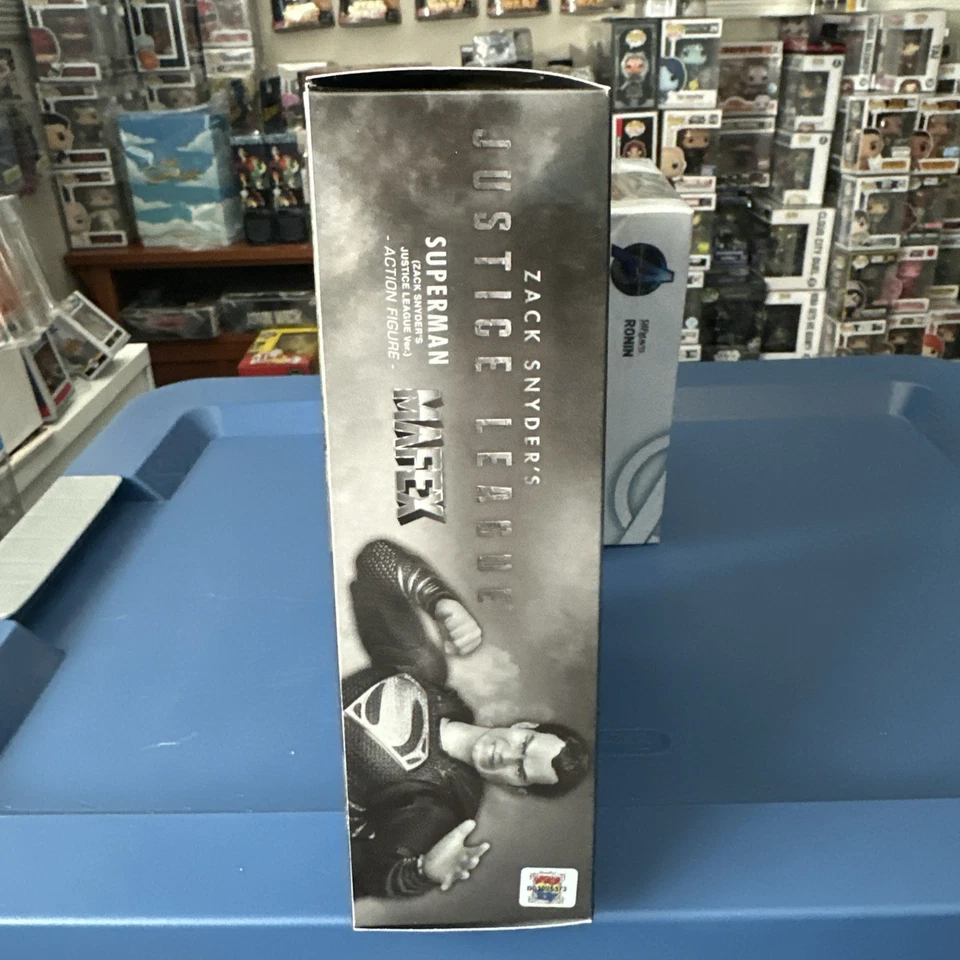 ZACK SNYDER'S
JUSTICE LEAGUE
SUPERMAN
(ZACK SNYDER'S
JUSTICE LEAGUE Ver.)
- ACTION FIGURE -
MAFEX
RONIN